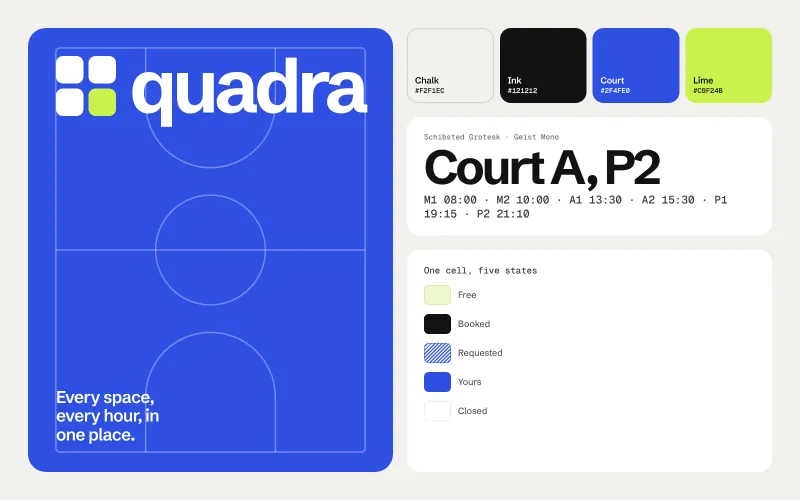 quadra
Every space,
every hour, in
one place.
Chalk
#F2F1EC
Ink
#121212
Court
#2F4FE0
Lime
#C9F24B
Schibsted Grotesk · Geist Mono
Court A, P2
M1 08:00 · M2 10:00 · A1 13:30 · A2 15:30 · P1
19:15 · P2 21:10
One cell, five states
Free
Booked
Requested
Yours
Closed